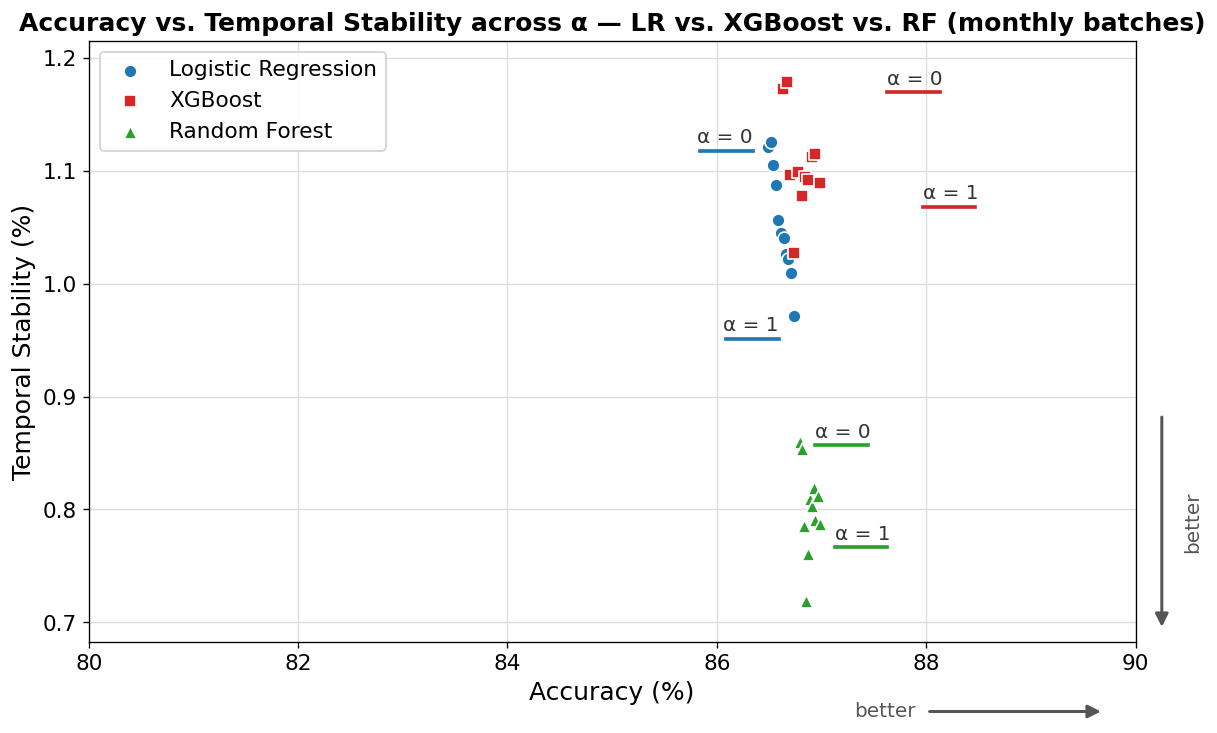 Accuracy vs. Temporal Stability across α — LR vs. XGBoost vs. RF (monthly batches)
Logistic Regression
XGBoost
Random Forest
Temporal Stability (%)
1.2
1.1
1.0
0.9
0.8
0.7
α = 0
α = 0
α = 1
α = 1
α = 0
α = 1
better
80
82
84
86
88
90
Accuracy (%)
better